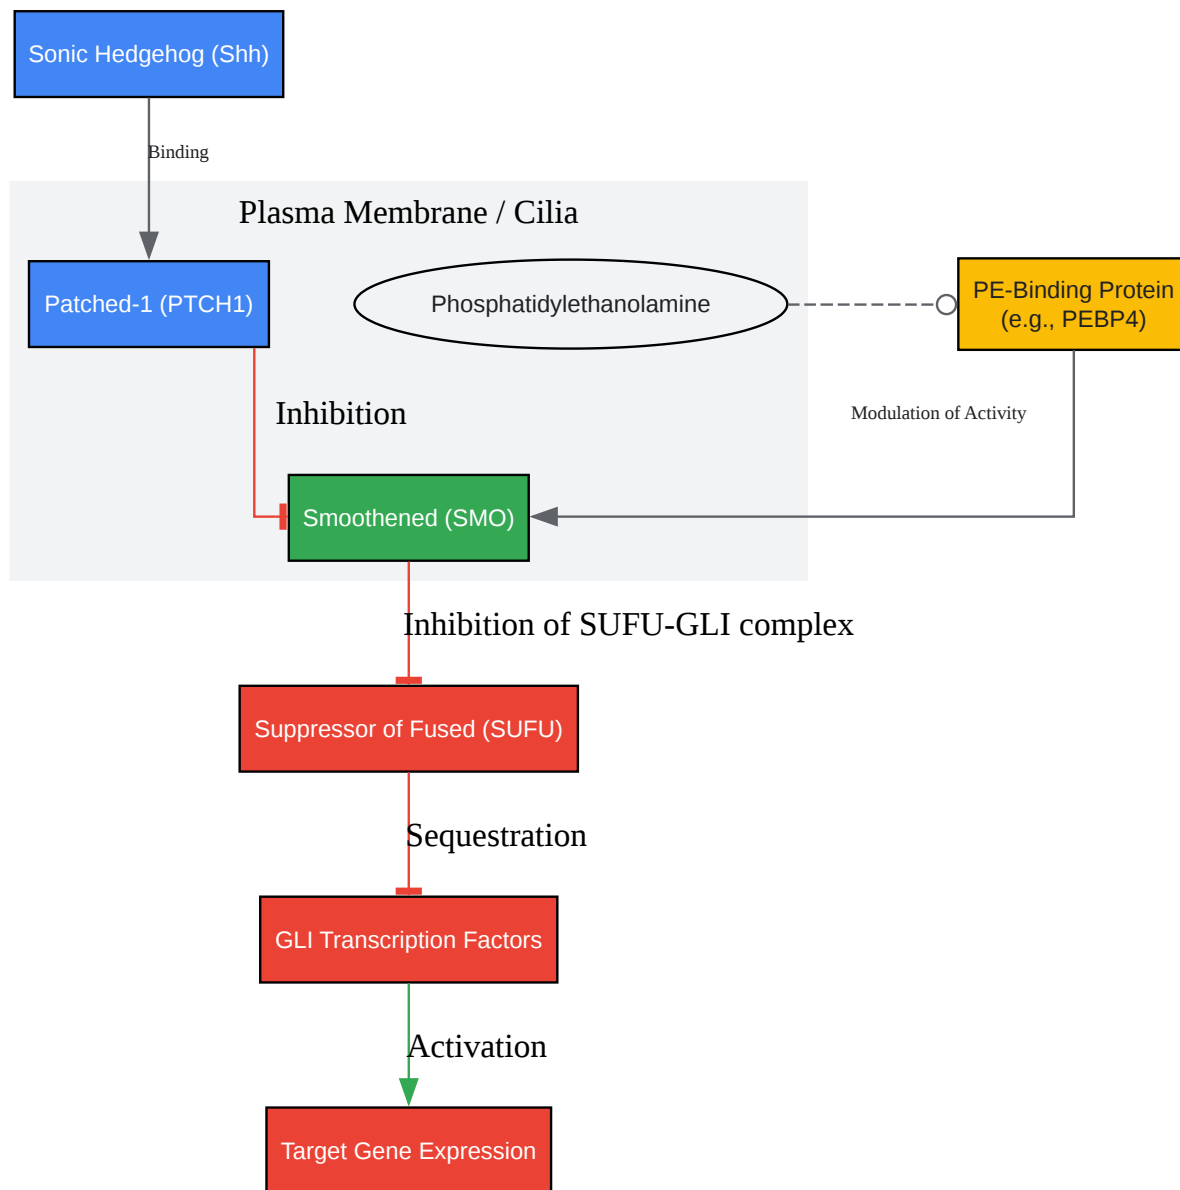 Sonic Hedgehog (Shh)
Binding
Plasma Membrane / Cilia
Patched-1 (PTCH1)
Phosphatidylethanolamine
PE-Binding Protein
(e.g., PEBP4)
Inhibition
Modulation of Activity
Smoothened (SMO)
Inhibition of SUFU-GLI complex
Suppressor of Fused (SUFU)
Sequestration
GLI Transcription Factors
Activation
Target Gene Expression